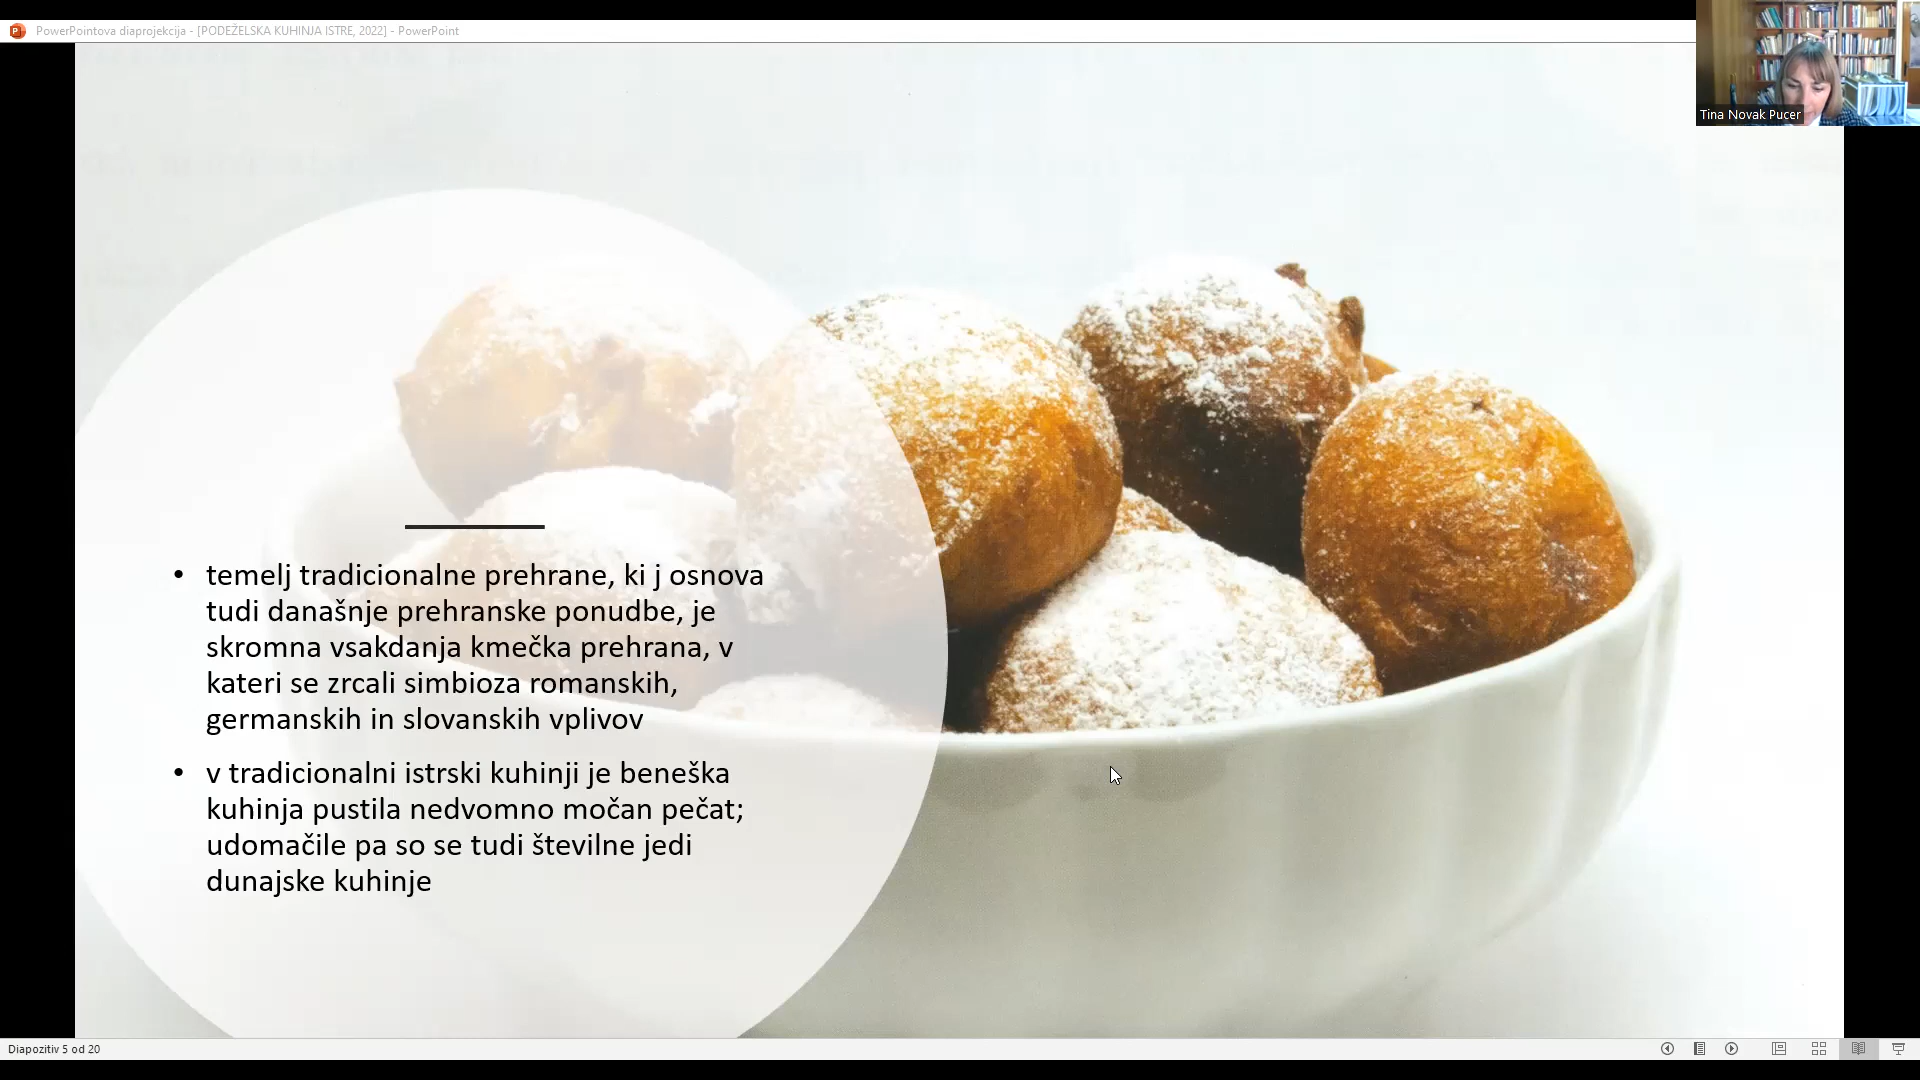 PowerPointova diaprojekcija - [PODEŽELSKA KUHINJA ISTRE, 2022] - PowerPoint
Tina Novak Pucer
• temelj tradicionalne prehrane, ki j osnova
tudi današnje prehranske ponudbe, je
skromna vsakdanja kmečka prehrana, v
kateri se zrcali simbioza romanskih,
germanskih in slovanskih vplivov
• v tradicionalni istrski kuhinji je beneška
kuhinja pustila nedvomno močan pečat;
udomačile pa so se tudi številne jedi
dunajske kuhinje
Diapozitiv 5 od 20